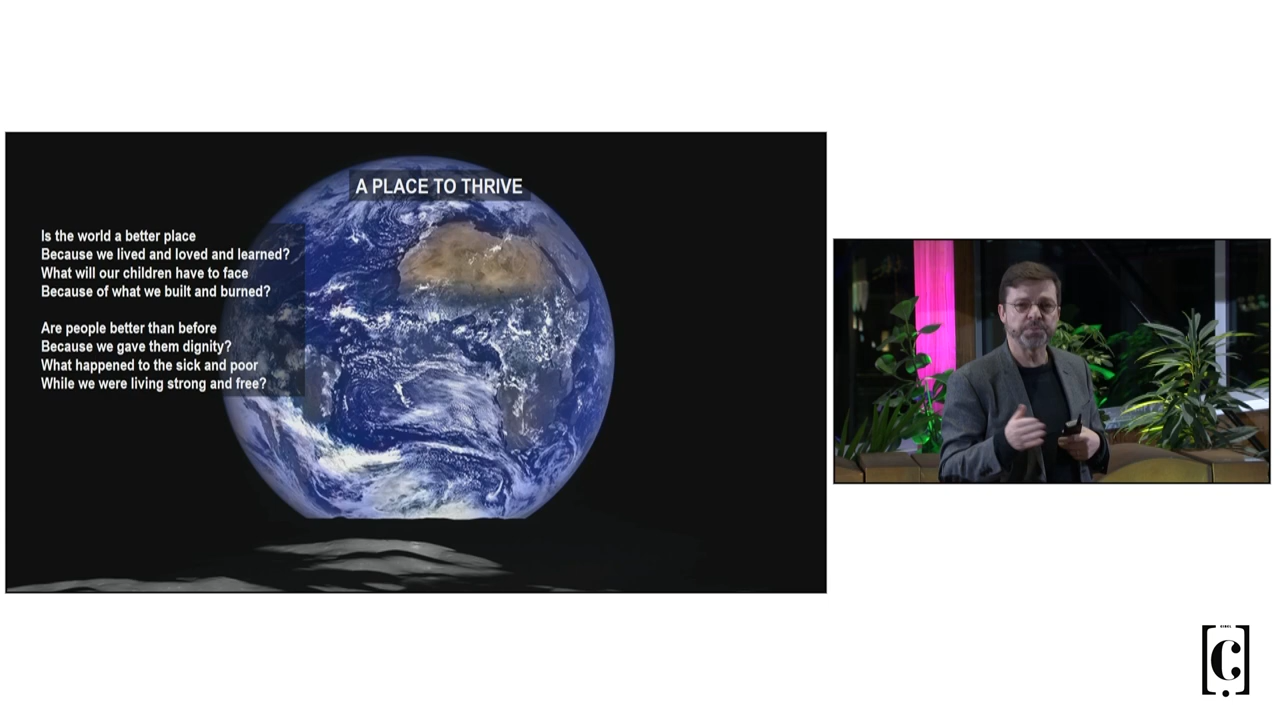 A PLACE TO THRIVE
Is the world a better place
Because we lived and loved and learned?
What will our children have to face
Because of what we built and burned?
Are people better than before
Because we gave them dignity?
What happened to the sick and poor
While we were living strong and free?
[Ç]